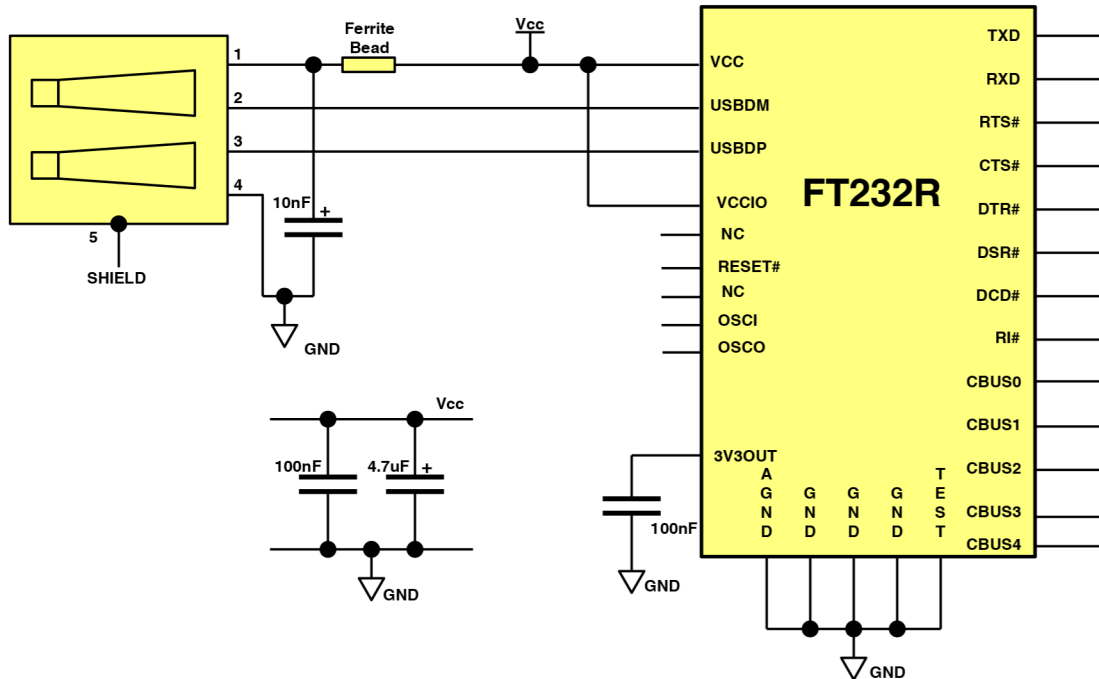 Ferrite
Bead
Vcc
1
2
3
4
5
SHIELD
10nF
+
GND
Vcc
100nF
4.7uF
+
GND
VCC
USBDM
USBDP
VCCIO
NC
RESET#
NC
OSCI
OSCO
3V3OUT
100nF
GND
FT232R
TXD
RXD
RTS#
CTS#
DTR#
DSR#
DCD#
RI#
CBUS0
CBUS1
CBUS2
CBUS3
CBUS4
AGND
GND
GND
GND
TEST
GND